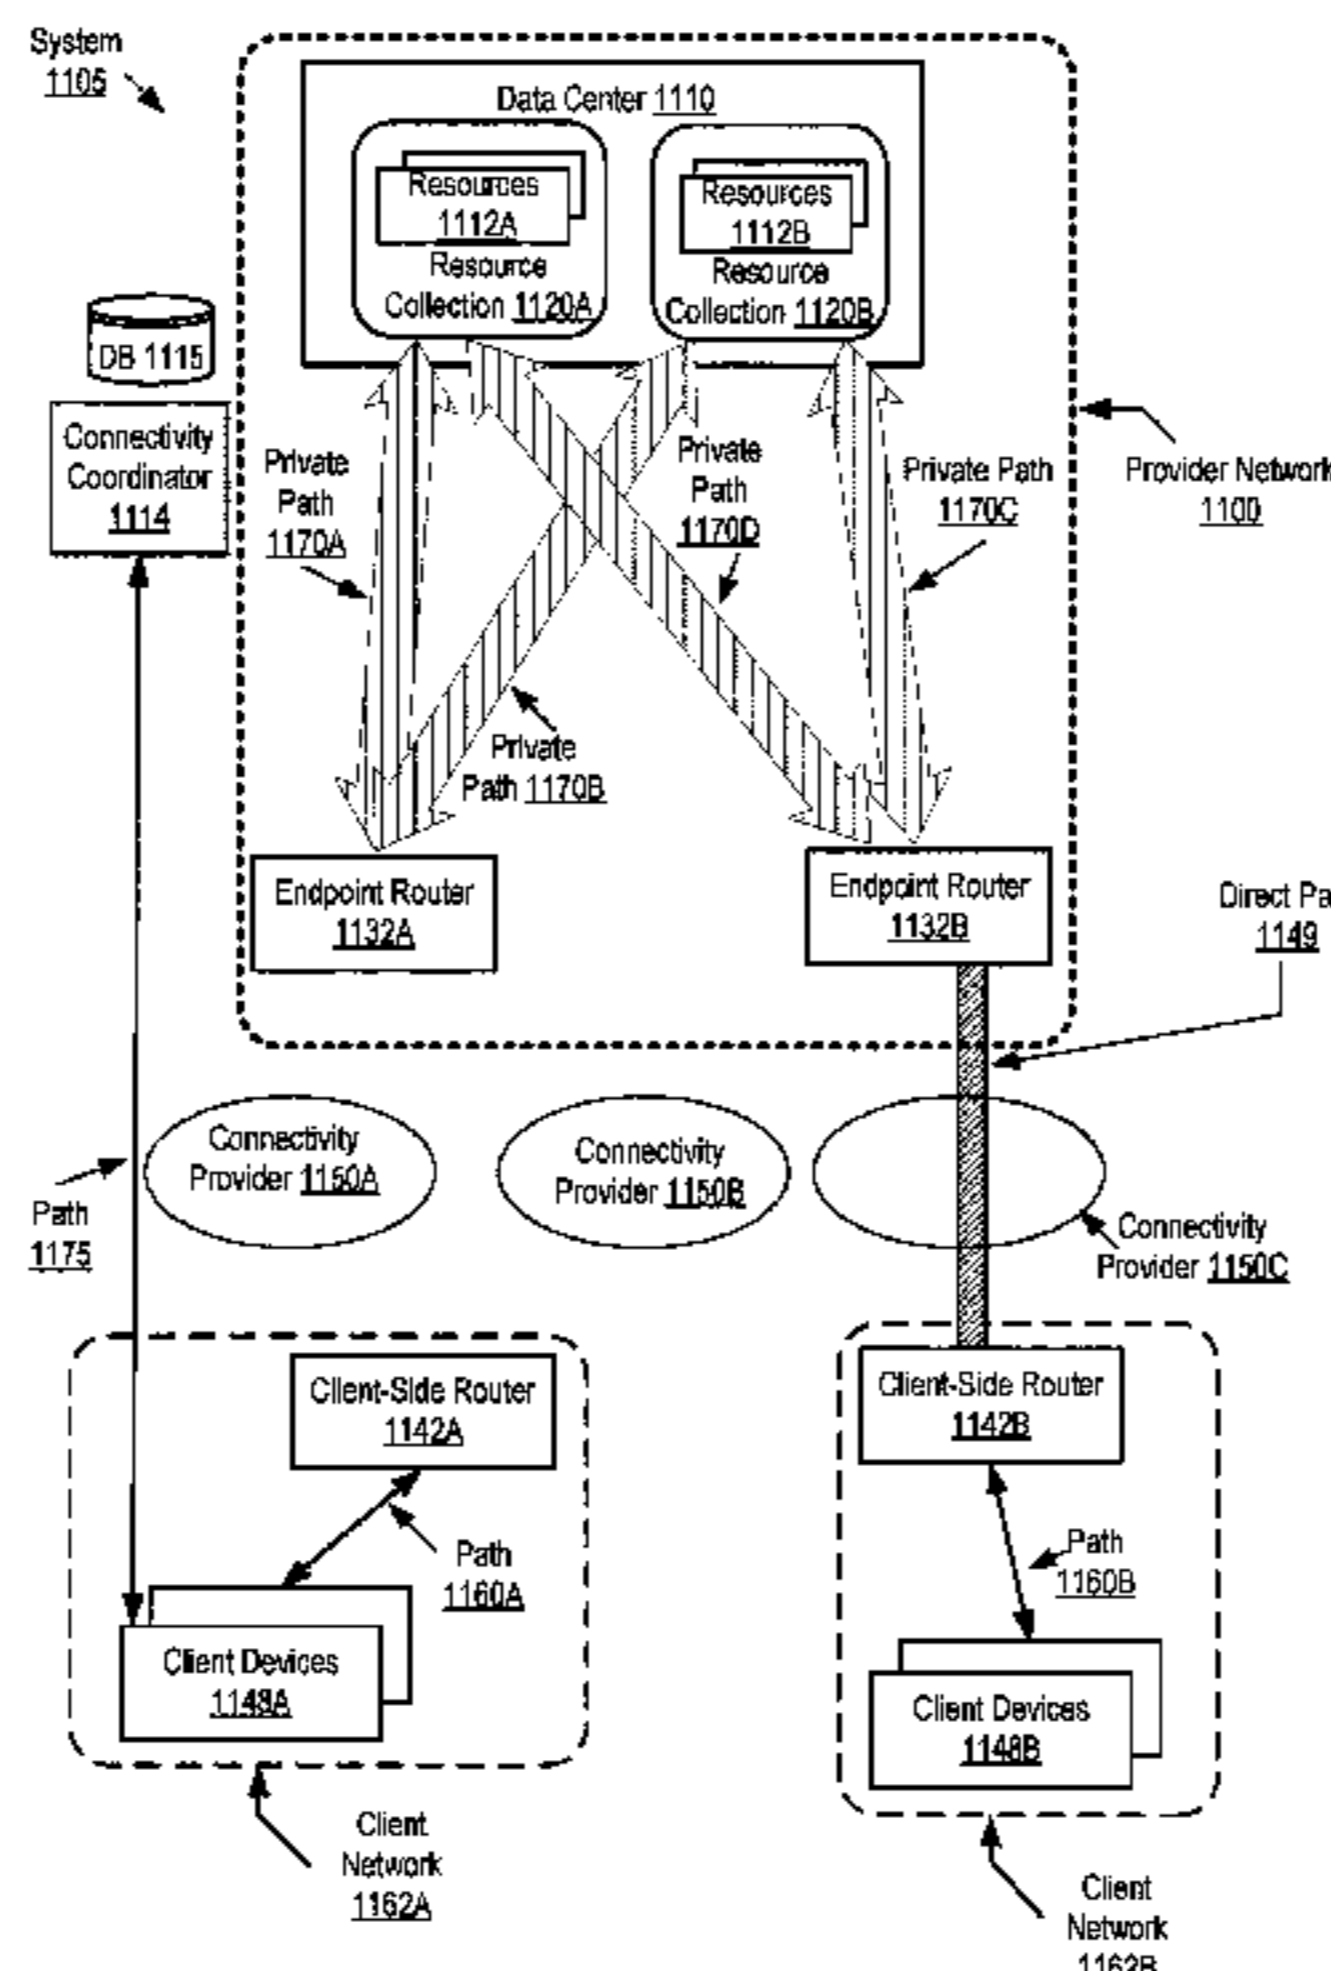 System
1105
Data Center 1110
Resources
1112A
Resource
Collection 1120A
Resources
1112B
Resource
Collection 1120B
DB 1115
Connectivity
Coordinator
1114
Private
Path
1170A
Private
Path
1170D
Private Path
1170C
Provider Network
1100
Private
Path 1170B
Endpoint Router
1132A
Endpoint Router
1132B
Direct Pa
1149
Connectivity
Provider 1150A
Connectivity
Provider 1150B
Connectivity
Provider 1150C
Path
1175
Client-Side Router
1142A
Client-Side Router
1142B
Path
1160A
Path
1160B
Client Devices
1148A
Client Devices
1148B
Client
Network
1162A
Client
Network
1162B